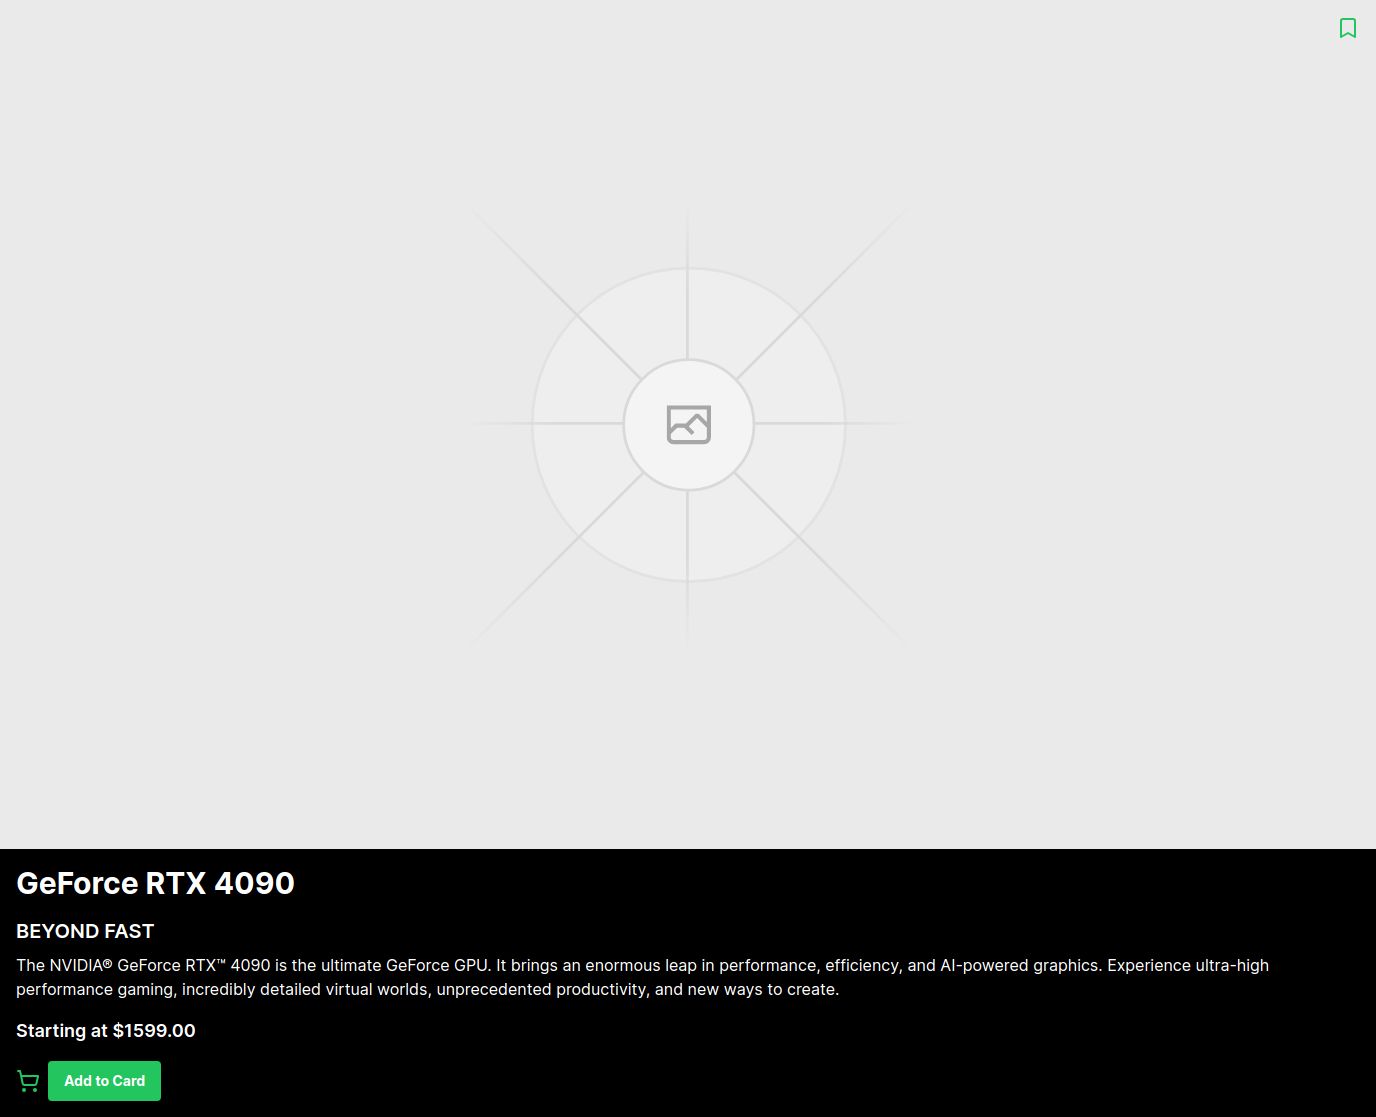 GeForce RTX 4090
BEYOND FAST
The NVIDIA® GeForce RTX™ 4090 is the ultimate GeForce GPU. It brings an enormous leap in performance, efficiency, and AI-powered graphics. Experience ultra-high
performance gaming, incredibly detailed virtual worlds, unprecedented productivity, and new ways to create.
Starting at $1599.00
Add to Card